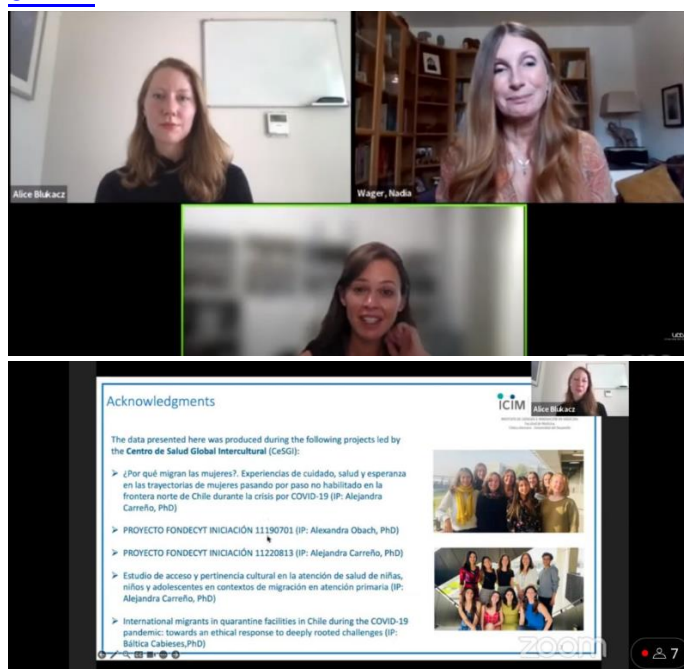 Alice Blukacz
Wager, Nadia
zoom
Acknowledgments
ICIM
Alice Blukacz
The data presented here was produced during the following projects led by
the Centro de Salud Global Intercultural (CeSGI):
➤ ¿Por qué migran las mujeres?. Experiencias de cuidado, salud y esperanza
en las trayectorias de mujeres pasando por paso no habilitado en la
frontera norte de Chile durante la crisis por COVID-19 (IP: Alejandra
Carreño, PhD)
➤ PROYECTO FONDECYT INICIACIÓN 11190701 (IP: Alexandra Obach, PhD)
➤ PROYECTO FONDECYT INICIACIÓN 11220813 (IP: Alejandra Carreño, PhD)
➤ Estudio de acceso y pertinencia cultural en la atención de salud de niñas,
niños y adolescentes en contextos de migración en atención primaria (IP:
Alejandra Carreño, PhD)
➤ International migrants in quarantine facilities in Chile during the COVID-19
pandemic: towards an ethical response to deeply rooted challenges (IP:
Báltica Cabieses,PhD)
zoom
7